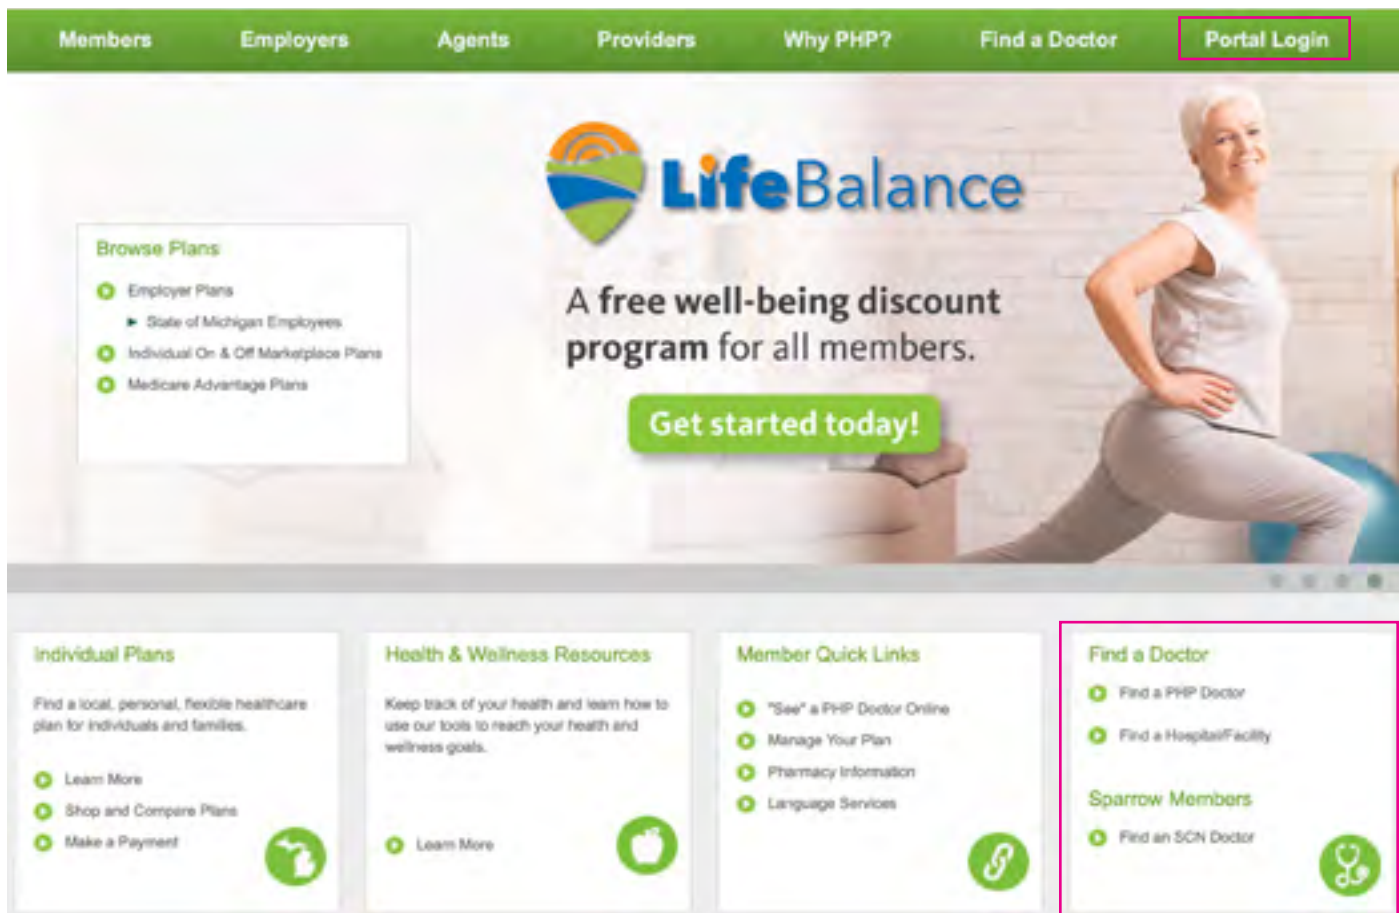 Members Employers Agents Providers Why PHP? Find a Doctor Portal Login
LifeBalance
A free well-being discount
program for all members.
Get started today!
Browse Plans
Employer Plans
State of Michigan Employees
Individual On & Off Marketplace Plans
Medicare Advantage Plans
Individual Plans
Find a local, personal, flexible healthcare
plan for individuals and families.
Learn More
Shop and Compare Plans
Make a Payment
Health & Wellness Resources
Keep track of your health and learn how to
use our tools to reach your health and
wellness goals.
Learn More
Member Quick Links
"See" a PHP Doctor Online
Manage Your Plan
Pharmacy Information
Language Services
Find a Doctor
Find a PHP Doctor
Find a Hospital/Facility
Sparrow Members
Find an SCN Doctor